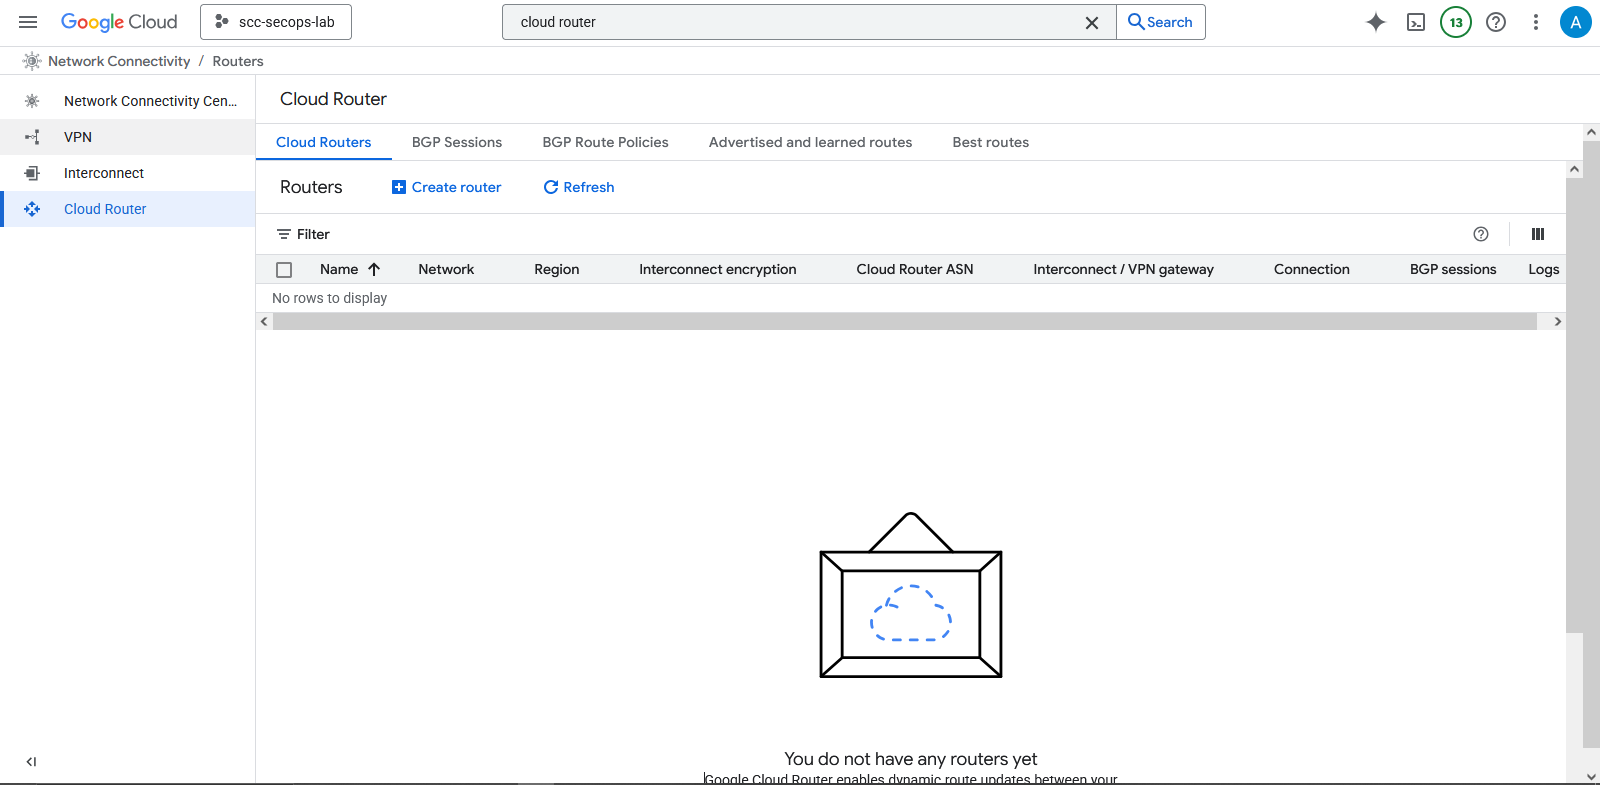 Google Cloud
scc-secops-lab
cloud router
Search
13
A
Network Connectivity / Routers
Network Connectivity Cen...
VPN
Interconnect
Cloud Router
Cloud Router
Cloud Routers BGP Sessions BGP Route Policies Advertised and learned routes Best routes
Routers Create router Refresh
Filter
Name Network Region Interconnect encryption Cloud Router ASN Interconnect / VPN gateway Connection BGP sessions Logs
No rows to display
You do not have any routers yet
Google Cloud Router enables dynamic route updates between your